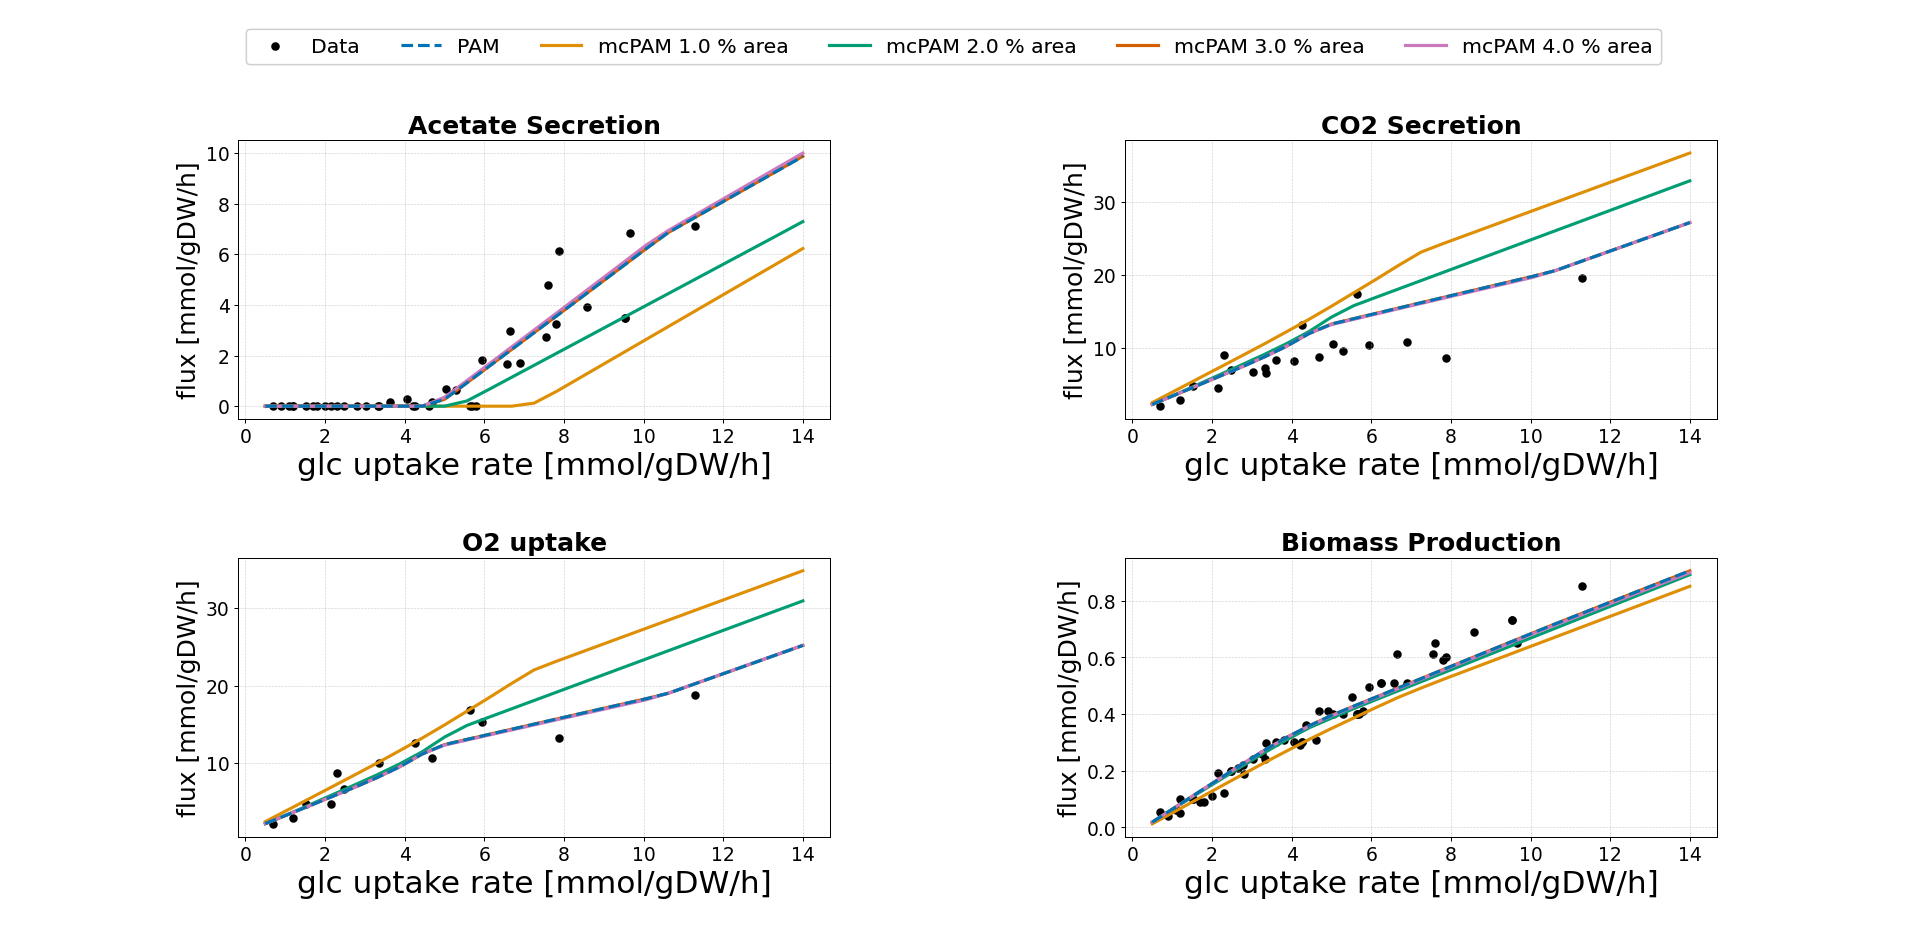 Data PAM mcPAM 1.0 % area mcPAM 2.0 % area mcPAM 3.0 % area mcPAM 4.0 % area
Acetate Secretion
flux [mmol/gDW/h]
10
8
6
4
2
0
0 2 4 6 8 10 12 14
glc uptake rate [mmol/gDW/h]
CO2 Secretion
flux [mmol/gDW/h]
30
20
10
0 2 4 6 8 10 12 14
glc uptake rate [mmol/gDW/h]
O2 uptake
flux [mmol/gDW/h]
30
20
10
0 2 4 6 8 10 12 14
glc uptake rate [mmol/gDW/h]
Biomass Production
flux [mmol/gDW/h]
0.8
0.6
0.4
0.2
0.0
0 2 4 6 8 10 12 14
glc uptake rate [mmol/gDW/h]